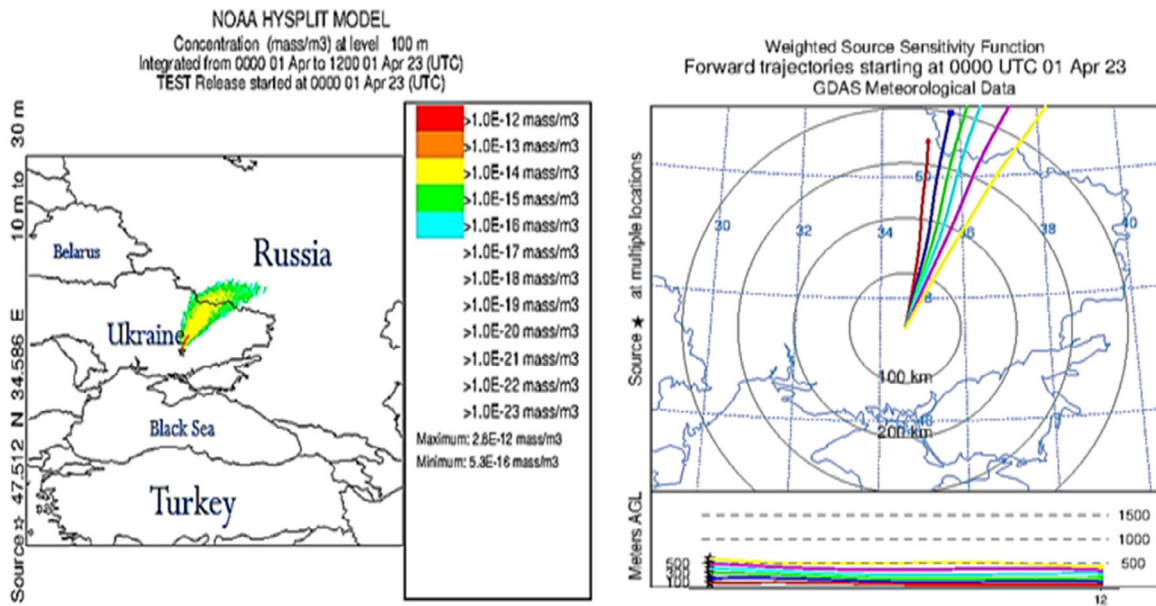 NOAA HYSPLIT MODEL
Concentration (mass/m3) at level 100 m
Integrated from 0000 01 Apr to 1200 01 Apr 23 (UTC)
TEST Release started at 0000 01 Apr 23 (UTC)
Source ☆ 47.512 N 34.586 E 10 m to 30 m
Belarus
Russia
Ukraine
Black Sea
Turkey
>1.0E-12 mass/m3
>1.0E-13 mass/m3
>1.0E-14 mass/m3
>1.0E-15 mass/m3
>1.0E-16 mass/m3
>1.0E-17 mass/m3
>1.0E-18 mass/m3
>1.0E-19 mass/m3
>1.0E-20 mass/m3
>1.0E-21 mass/m3
>1.0E-22 mass/m3
>1.0E-23 mass/m3
Maximum: 2.8E-12 mass/m3
Minimum: 5.3E-16 mass/m3
Weighted Source Sensitivity Function
Forward trajectories starting at 0000 UTC 01 Apr 23
GDAS Meteorological Data
Source ★ at multiple locations
30
32
34
36
38
40
100 km
200 km
Meters AGL
1500
1000
500
500
12